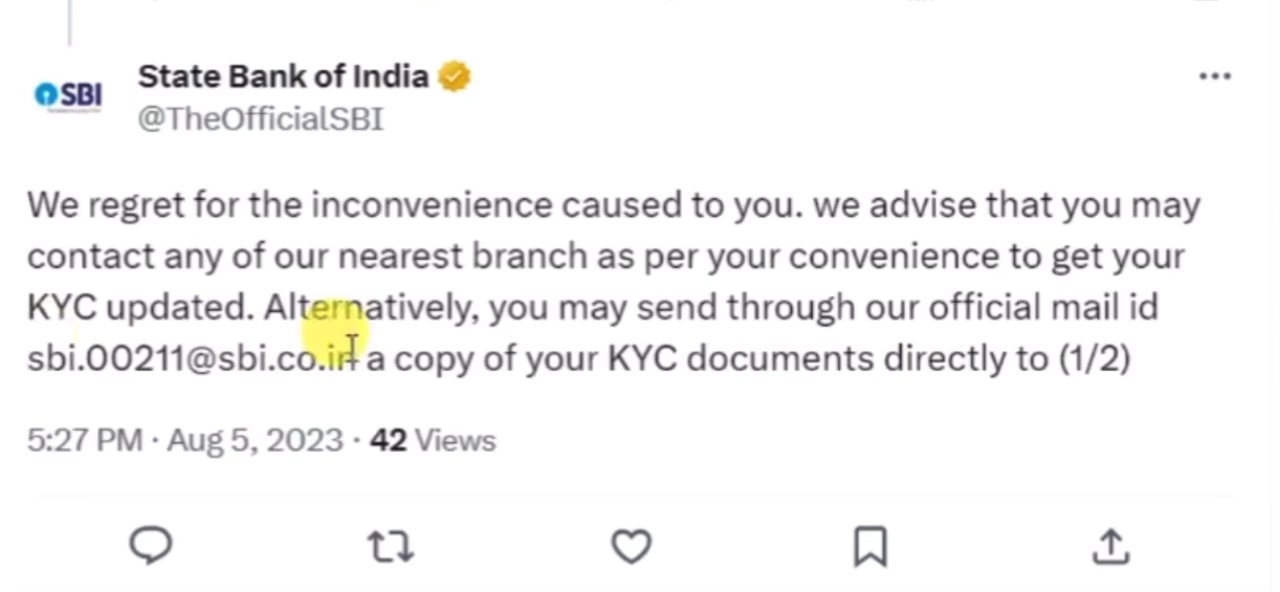 SBI
State Bank of India
@TheOfficialSBI
We regret for the inconvenience caused to you. we advise that you may
contact any of our nearest branch as per your convenience to get your
KYC updated. Alternatively, you may send through our official mail id
sbi.00211@sbi.co.in a copy of your KYC documents directly to (1/2)
5:27 PM · Aug 5, 2023 · 42 Views